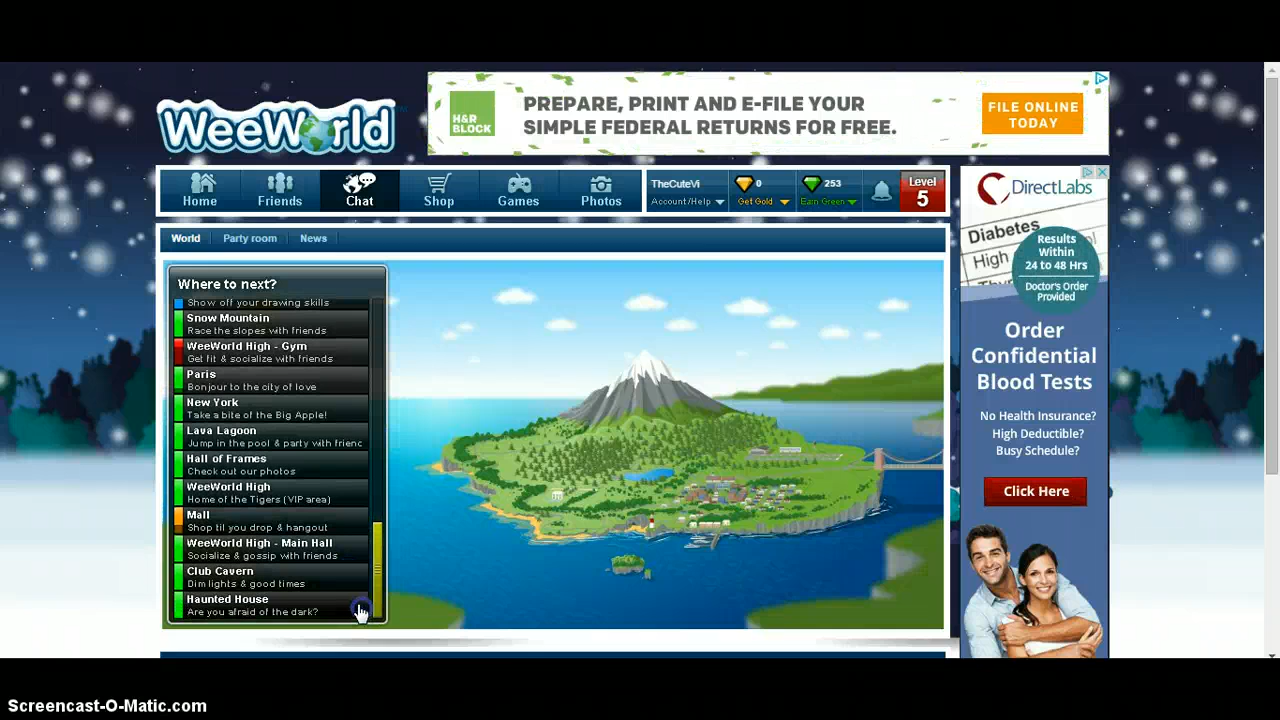 WeeWorld
H&R
BLOCK
PREPARE, PRINT AND E-FILE YOUR
SIMPLE FEDERAL RETURNS FOR FREE.
FILE ONLINE
TODAY
Home
Friends
Chat
Shop
Games
Photos
TheCuteVi
Account/Help
0
Get Gold
253
Earn Green
Level
5
World
Party room
News
Where to next?
Show off your drawing skills
Snow Mountain
Race the slopes with friends
WeeWorld High - Gym
Get fit & socialize with friends
Paris
Bonjour to the city of love
New York
Take a bite of the Big Apple!
Lava Lagoon
Jump in the pool & party with frienc
Hall of Frames
Check out our photos
WeeWorld High
Home of the Tigers (VIP area)
Mall
Shop til you drop & hangout
WeeWorld High - Main Hall
Socialize & gossip with friends
Club Cavern
Dim lights & good times
Haunted House
Are you afraid of the dark?
DirectLabs
Diabetes
High
Results
Within
24 to 48 Hrs
Doctor's Order
Provided
Order
Confidential
Blood Tests
No Health Insurance?
High Deductible?
Busy Schedule?
Click Here
Screencast-O-Matic.com